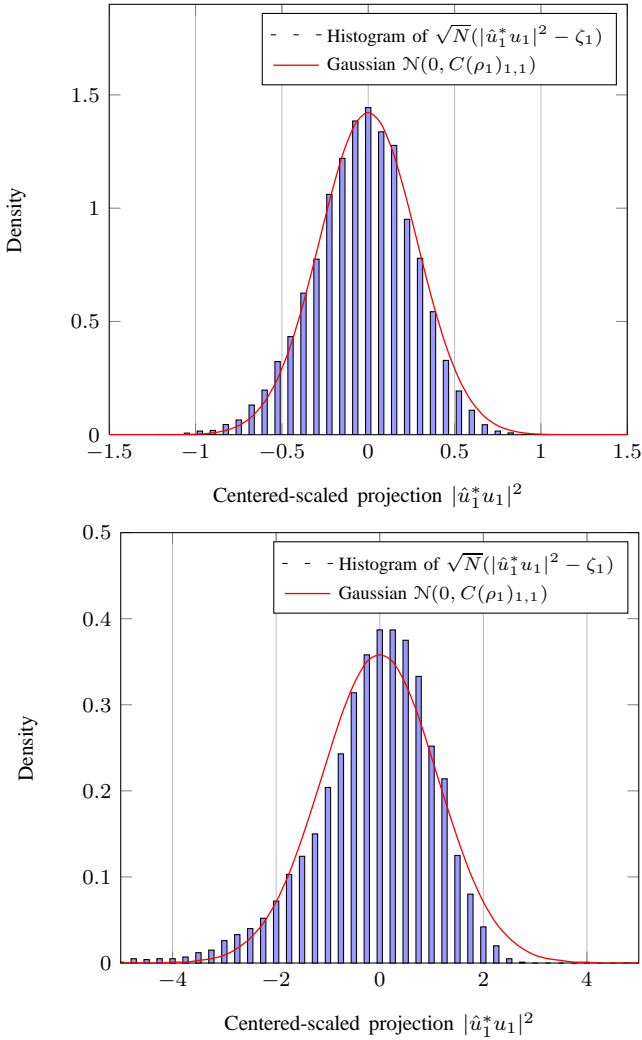 Histogram of √N(|û₁*u₁|² − ζ₁)
Gaussian 𝒩(0, C(ρ₁)₁,₁)
1.5
1
0.5
0
Density
−1.5 −1 −0.5 0 0.5 1 1.5
Centered-scaled projection |û₁*u₁|²
0.5
Histogram of √N(|û₁*u₁|² − ζ₁)
Gaussian 𝒩(0, C(ρ₁)₁,₁)
0.4
0.3
0.2
0.1
0
Density
−4 −2 0 2 4
Centered-scaled projection |û₁*u₁|²